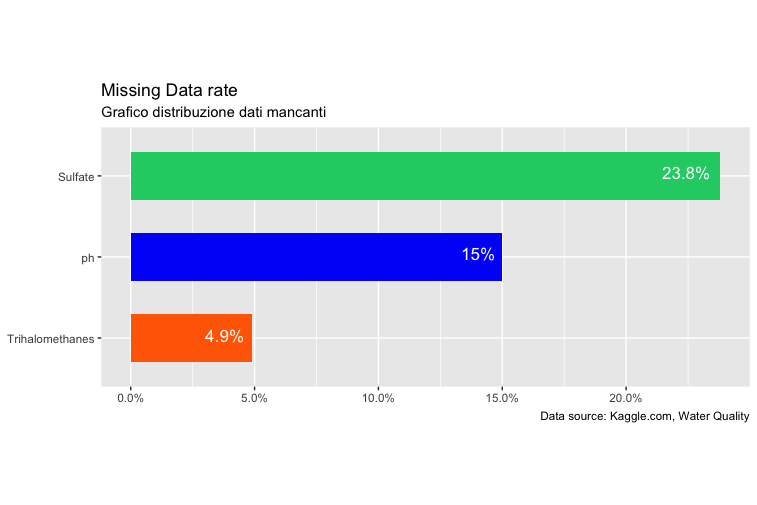 Missing Data rate
Grafico distribuzione dati mancanti
Sulfate
23.8%
ph
15%
Trihalomethanes
4.9%
0.0% 5.0% 10.0% 15.0% 20.0%
Data source: Kaggle.com, Water Quality